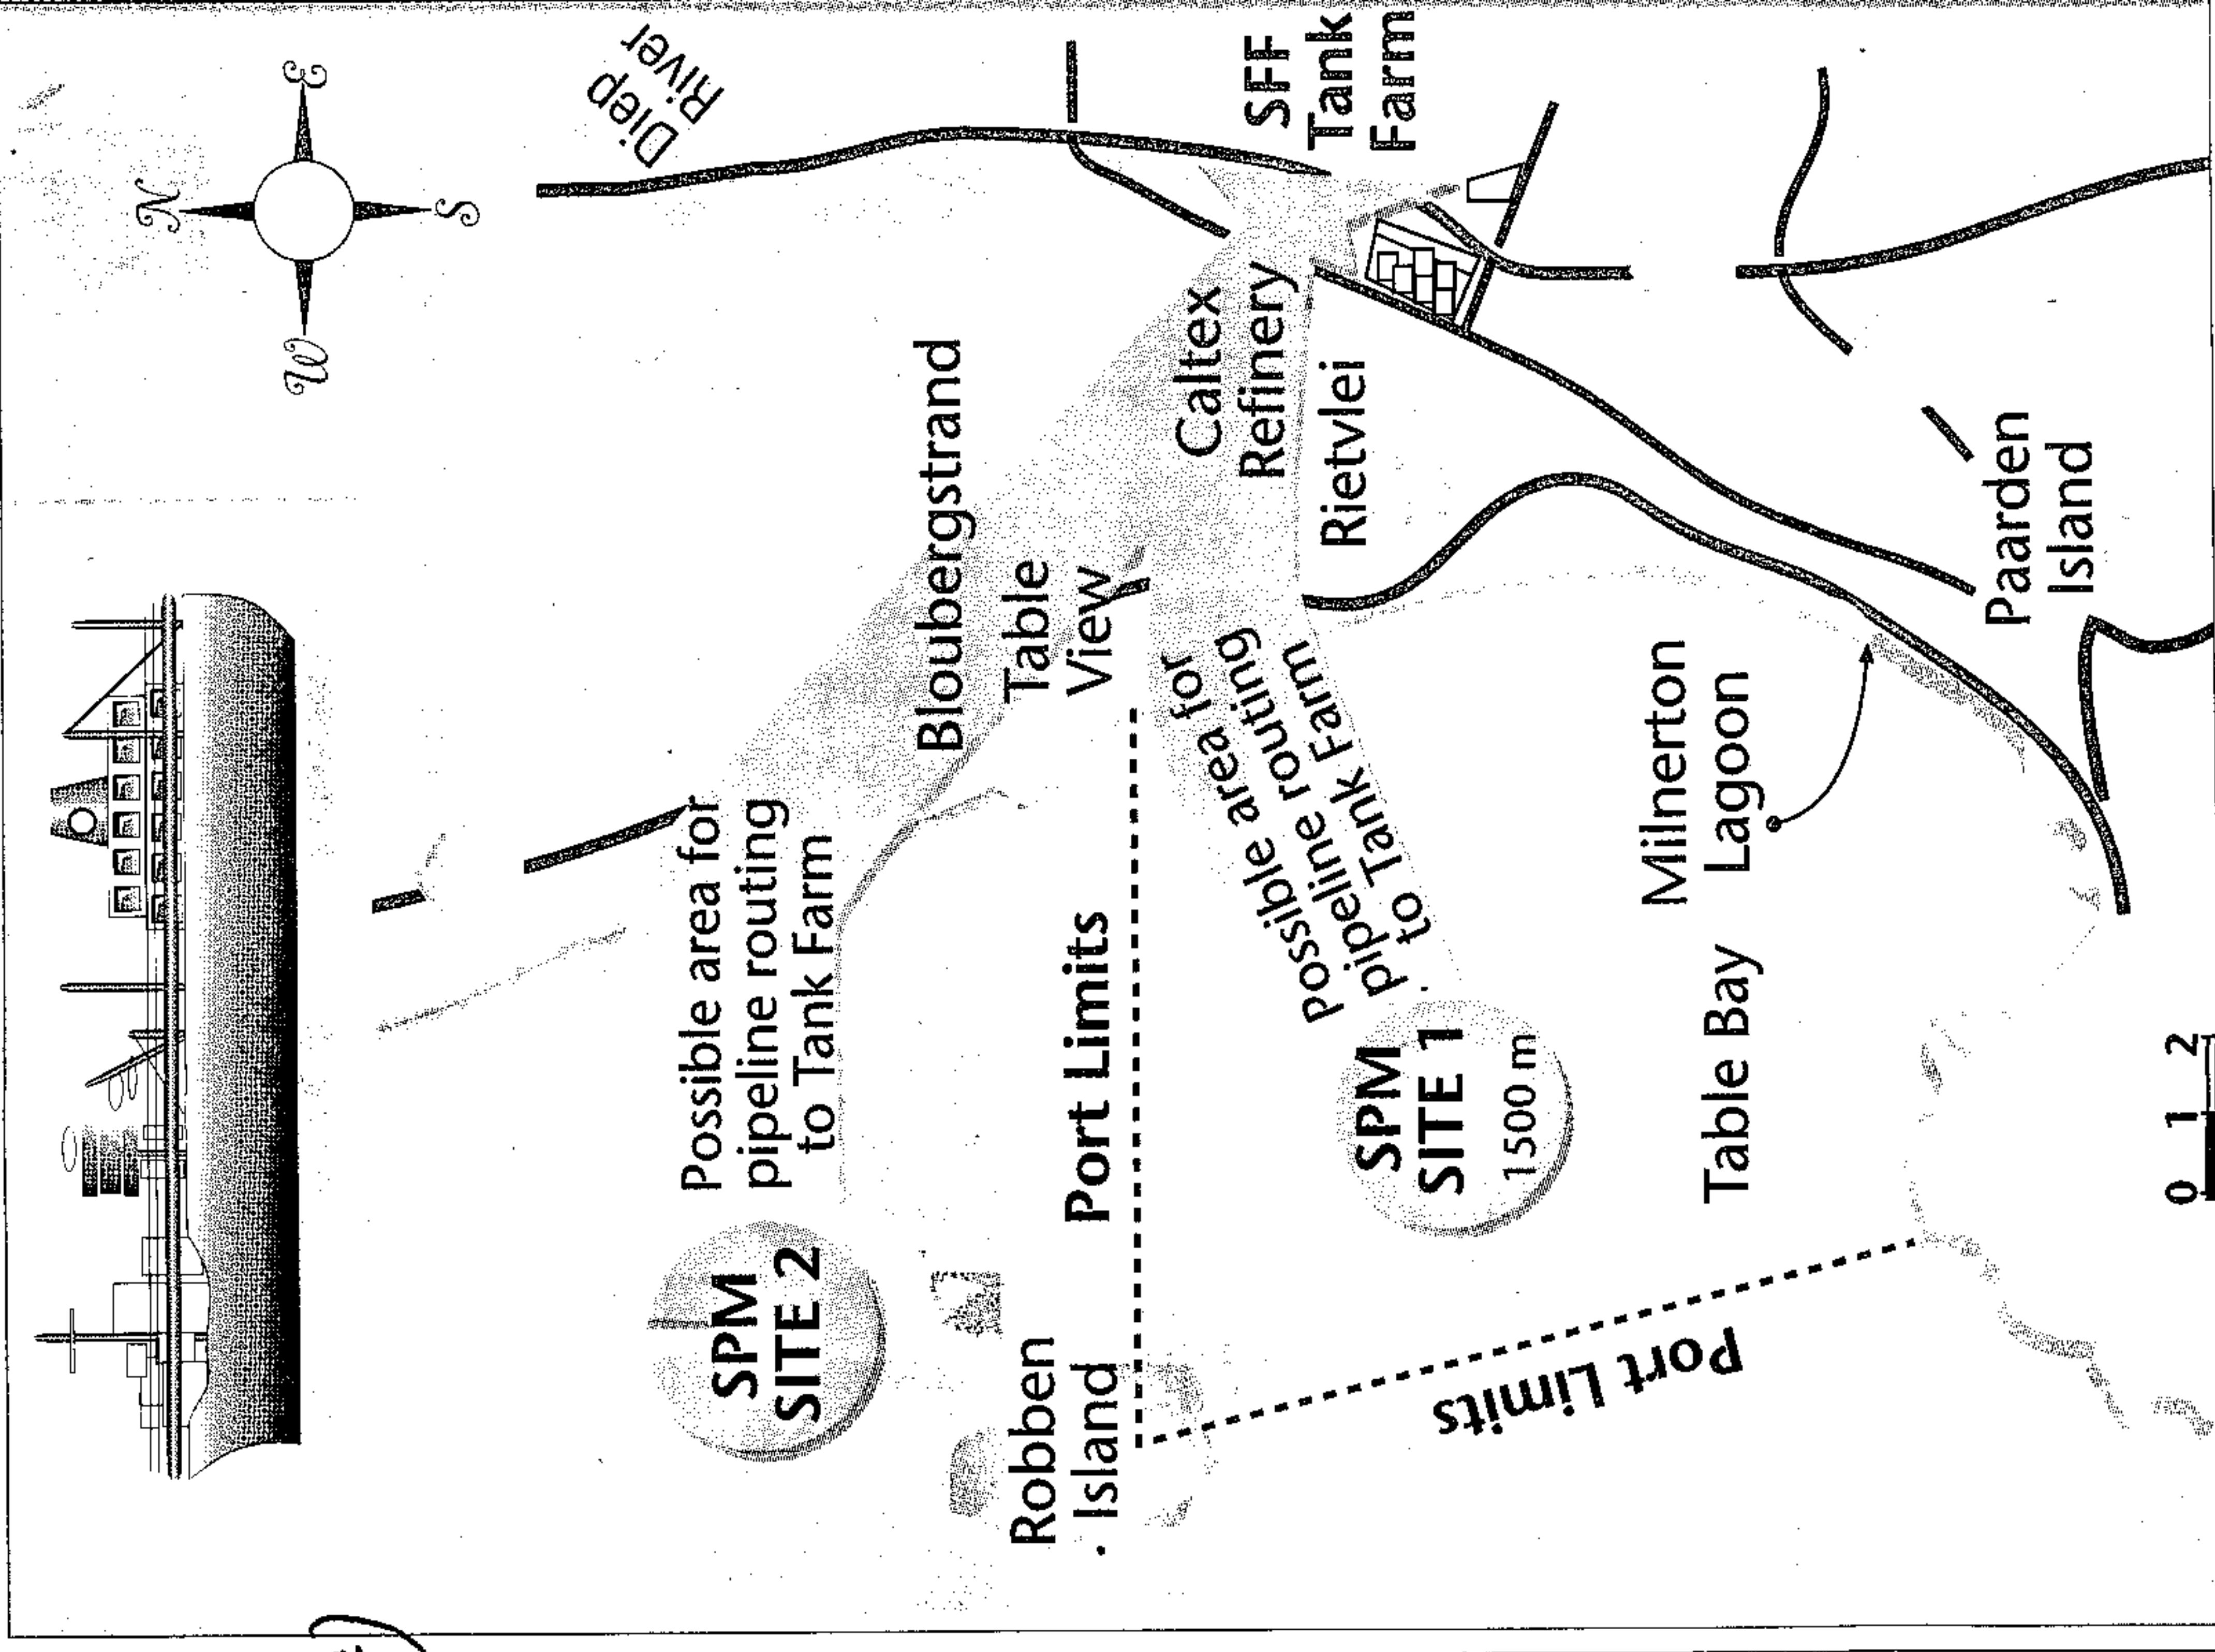 N
W
E
S
Diep
River
Possible area for
pipeline routing
to Tank Farm
SPM
SITE 2
Bloubergstrand
Table
View
Robben
Island
Port Limits
Caltex
Refinery
SFF
Tank
Farm
Rietvlei
Possible area for
pipeline routing
to Tank Farm
SPM
SITE 1
1500 m
Port Limits
Milnerton
Lagoon
Table Bay
Paarden
Island
0 1 2